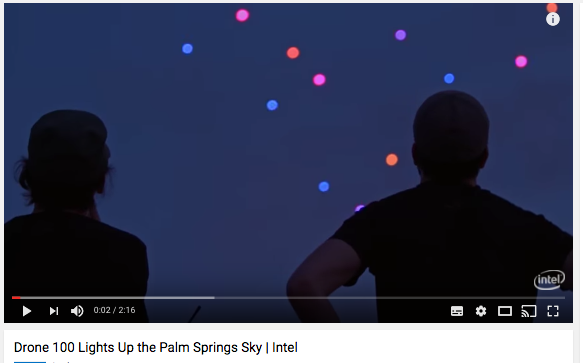 i
intel
0:02 / 2:16
Drone 100 Lights Up the Palm Springs Sky | Intel